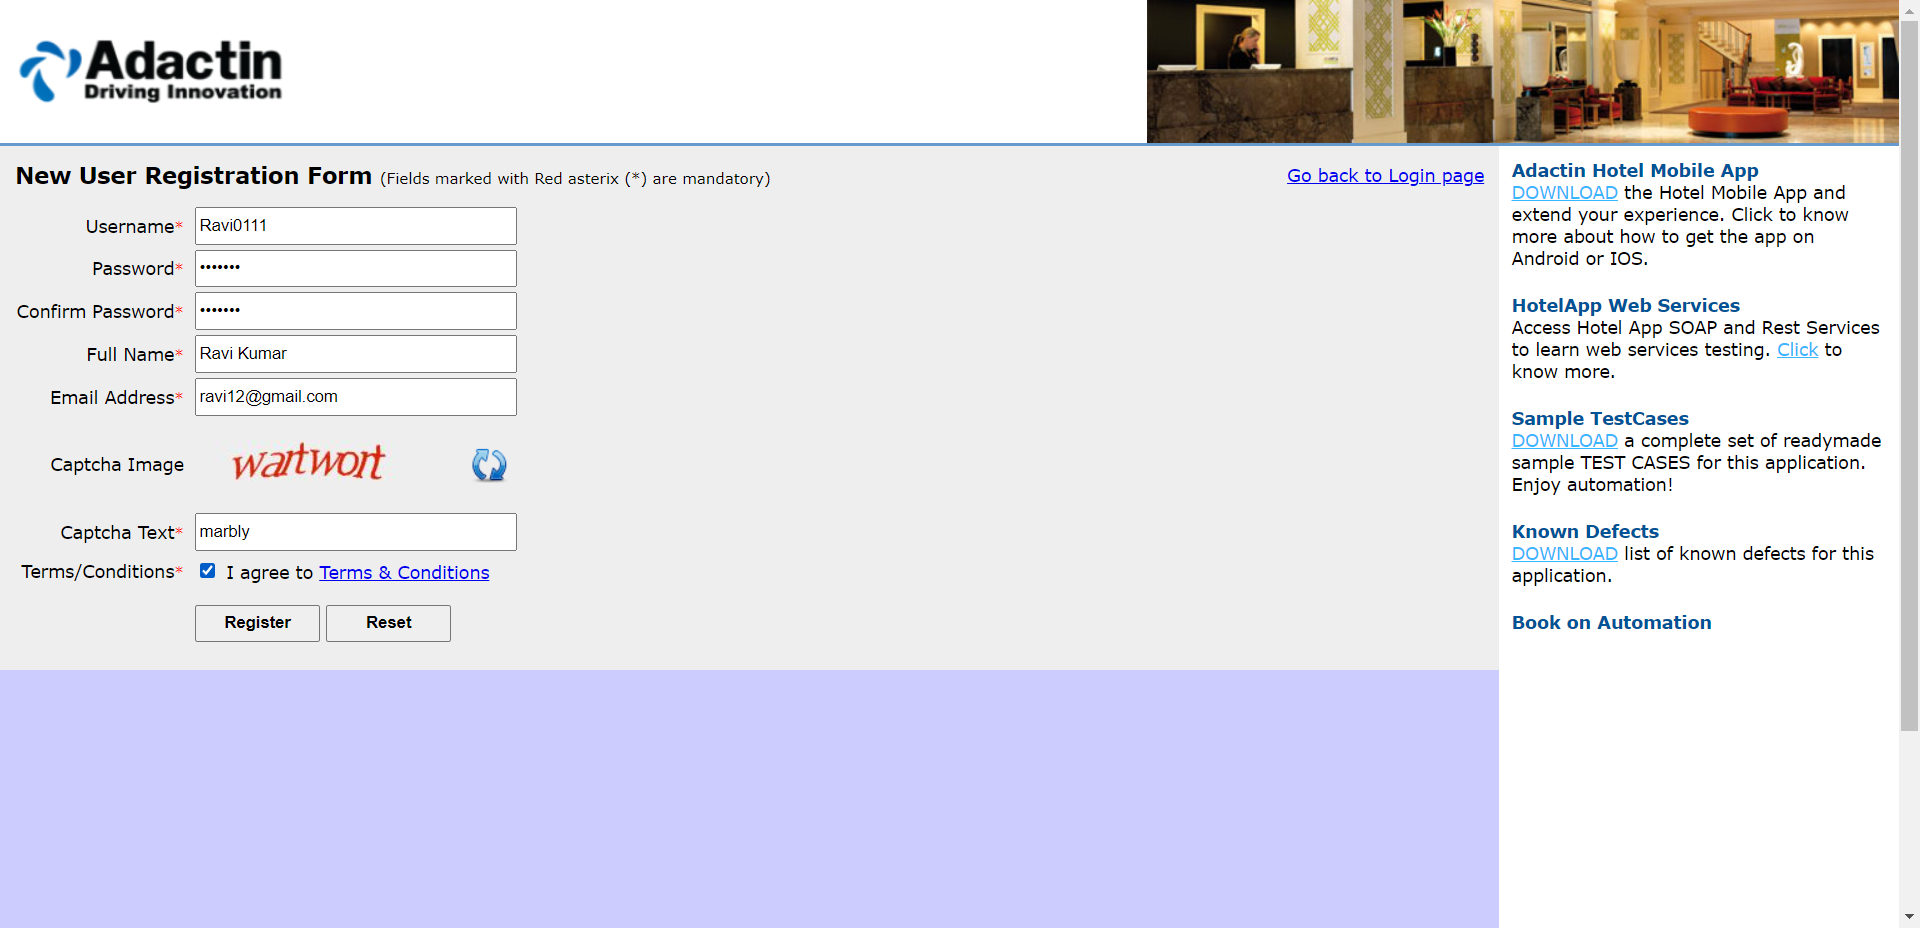 Adactin
Driving Innovation
New User Registration Form (Fields marked with Red asterix (*) are mandatory)
Go back to Login page
Username* Ravi0111
Password* •••••••
Confirm Password* •••••••
Full Name* Ravi Kumar
Email Address* ravi12@gmail.com
Captcha Image wartwort
Captcha Text* marbly
Terms/Conditions* I agree to Terms & Conditions
Register Reset
Adactin Hotel Mobile App
DOWNLOAD the Hotel Mobile App and
extend your experience. Click to know
more about how to get the app on
Android or IOS.
HotelApp Web Services
Access Hotel App SOAP and Rest Services
to learn web services testing. Click to
know more.
Sample TestCases
DOWNLOAD a complete set of readymade
sample TEST CASES for this application.
Enjoy automation!
Known Defects
DOWNLOAD list of known defects for this
application.
Book on Automation